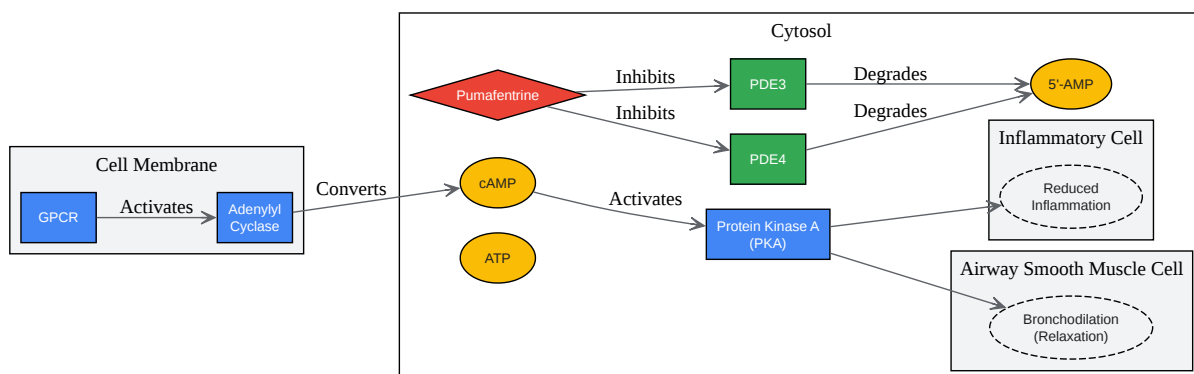 Cytosol
Pumafentrine
Inhibits
Inhibits
PDE3
PDE4
Degrades
Degrades
5'-AMP
Cell Membrane
GPCR
Activates
Adenylyl
Cyclase
Converts
cAMP
ATP
Activates
Protein Kinase A
(PKA)
Inflammatory Cell
Reduced
Inflammation
Airway Smooth Muscle Cell
Bronchodilation
(Relaxation)